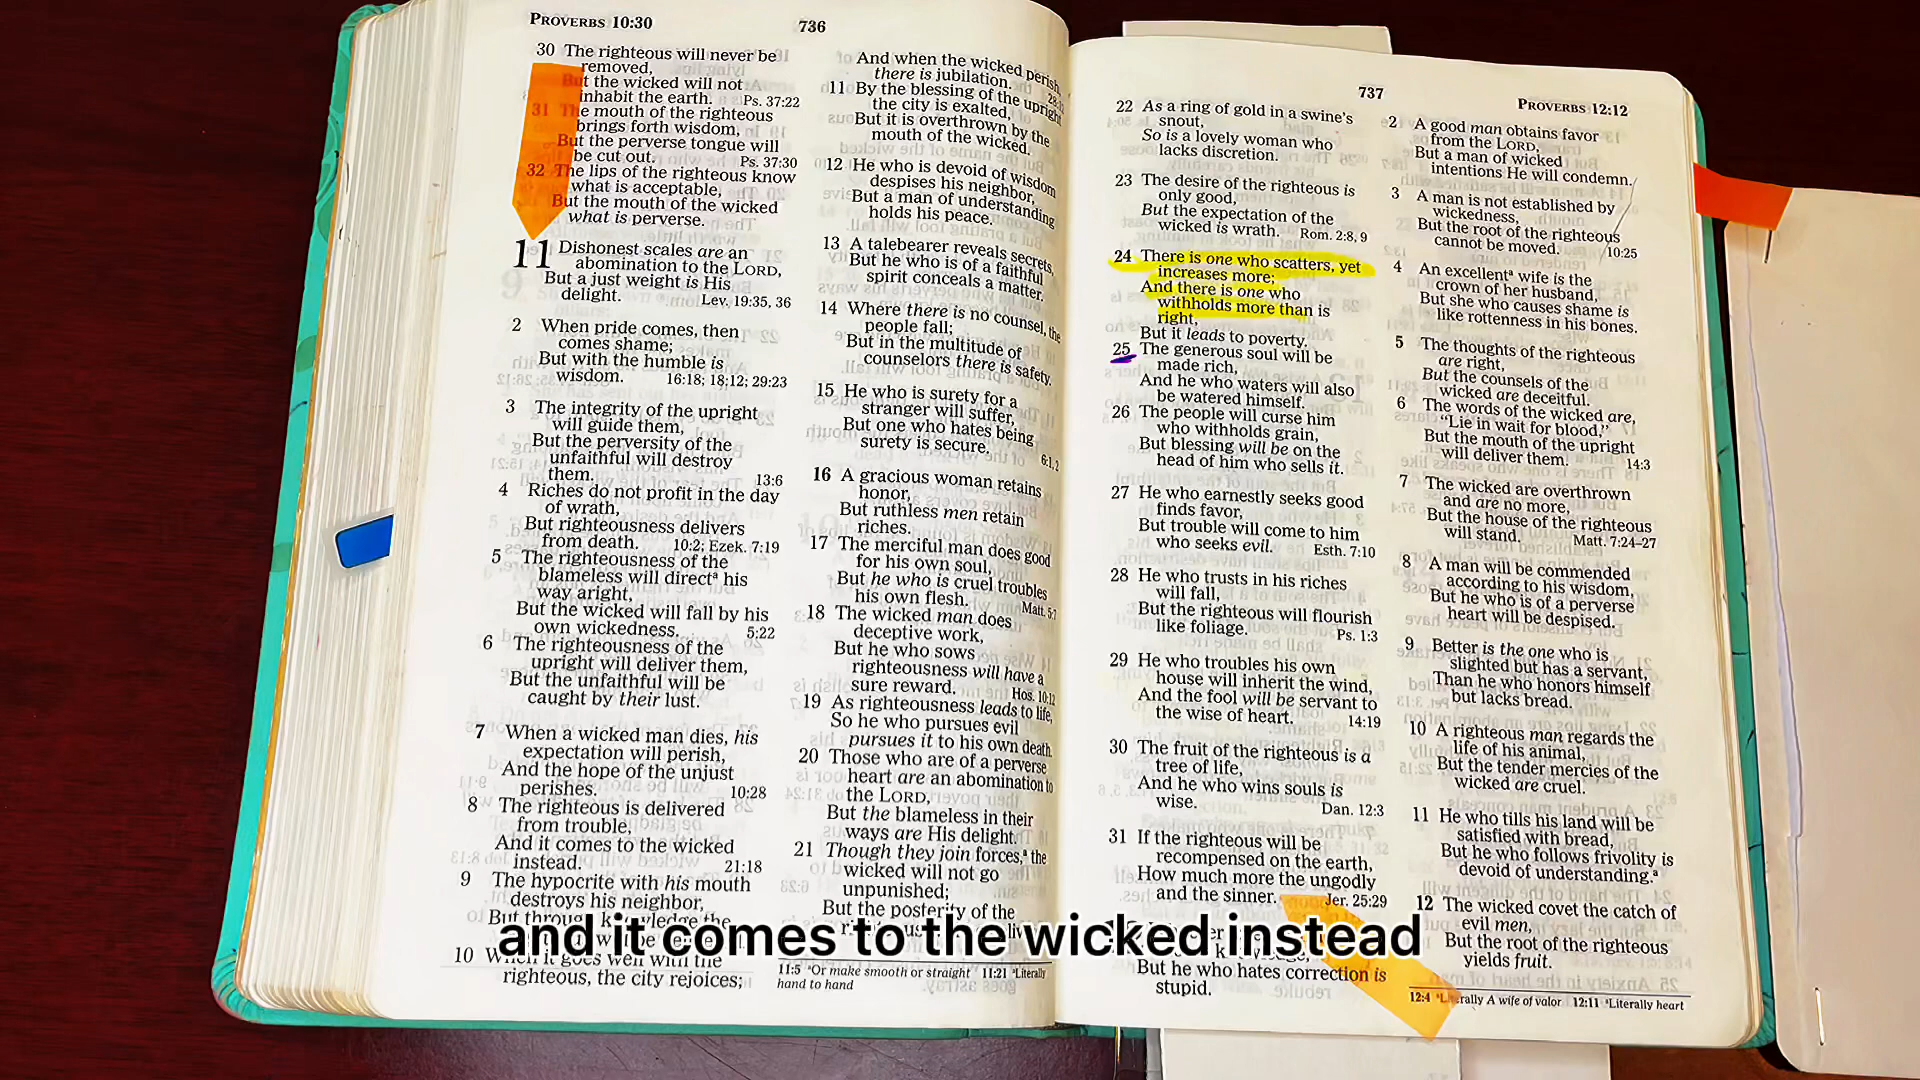 PROVERBS 10:30
736
30 The righteous will never be
removed,
But the wicked will not
inhabit the earth. Ps. 37:22
31 The mouth of the righteous
brings forth wisdom,
But the perverse tongue will
be cut out. Ps. 37:30
32 The lips of the righteous know
what is acceptable,
But the mouth of the wicked
what is perverse.
11 Dishonest scales are an
abomination to the LORD,
But a just weight is His
delight. Lev. 19:35, 36
2 When pride comes, then
comes shame;
But with the humble is
wisdom. 16:18; 18:12; 29:23
3 The integrity of the upright
will guide them,
But the perversity of the
unfaithful will destroy
them. 13:6
4 Riches do not profit in the day
of wrath,
But righteousness delivers
from death. 10:2; Ezek. 7:19
5 The righteousness of the
blameless will directª his
way aright,
But the wicked will fall by his
own wickedness. 5:22
6 The righteousness of the
upright will deliver them,
But the unfaithful will be
caught by their lust.
7 When a wicked man dies, his
expectation will perish,
And the hope of the unjust
perishes. 10:28
8 The righteous is delivered
from trouble,
And it comes to the wicked
instead. 21:18
9 The hypocrite with his mouth
destroys his neighbor,
But through knowledge the
10 When it goes well with the
righteous, the city rejoices;
And when the wicked perish,
there is jubilation.
11 By the blessing of the upright
the city is exalted,
But it is overthrown by the
mouth of the wicked.
12 He who is devoid of wisdom
despises his neighbor,
But a man of understanding
holds his peace.
13 A talebearer reveals secrets,
But he who is of a faithful
spirit conceals a matter.
14 Where there is no counsel, the
people fall;
But in the multitude of
counselors there is safety.
15 He who is surety for a
stranger will suffer,
But one who hates being
surety is secure. 6:1, 2
16 A gracious woman retains
honor,
But ruthless men retain
riches.
17 The merciful man does good
for his own soul,
But he who is cruel troubles
his own flesh. Matt. 5:7
18 The wicked man does
deceptive work,
But he who sows
righteousness will have a
sure reward. Hos. 10:12
19 As righteousness leads to life,
So he who pursues evil
pursues it to his own death.
20 Those who are of a perverse
heart are an abomination to
the LORD,
But the blameless in their
ways are His delight.
21 Though they join forces,ª the
wicked will not go
unpunished;
But the posterity of the
11:5 ªOr make smooth or straight 11:21 ªLiterally
hand to hand
737
PROVERBS 12:12
22 As a ring of gold in a swine's
snout,
So is a lovely woman who
lacks discretion.
23 The desire of the righteous is
only good,
But the expectation of the
wicked is wrath. Rom. 2:8, 9
24 There is one who scatters, yet
increases more;
And there is one who
withholds more than is
right,
But it leads to poverty.
25 The generous soul will be
made rich,
And he who waters will also
be watered himself.
26 The people will curse him
who withholds grain,
But blessing will be on the
head of him who sells it.
27 He who earnestly seeks good
finds favor,
But trouble will come to him
who seeks evil. Esth. 7:10
28 He who trusts in his riches
will fall,
But the righteous will flourish
like foliage. Ps. 1:3
29 He who troubles his own
house will inherit the wind,
And the fool will be servant to
the wise of heart. 14:19
30 The fruit of the righteous is a
tree of life,
And he who wins souls is
wise. Dan. 12:3
31 If the righteous will be
recompensed on the earth,
How much more the ungodly
and the sinner. Jer. 25:29
But he who hates correction is
stupid.
2 A good man obtains favor
from the LORD,
But a man of wicked
intentions He will condemn.
3 A man is not established by
wickedness,
But the root of the righteous
cannot be moved. 10:25
4 An excellentª wife is the
crown of her husband,
But she who causes shame is
like rottenness in his bones.
5 The thoughts of the righteous
are right,
But the counsels of the
wicked are deceitful.
6 The words of the wicked are,
“Lie in wait for blood,”
But the mouth of the upright
will deliver them. 14:3
7 The wicked are overthrown
and are no more,
But the house of the righteous
will stand. Matt. 7:24–27
8 A man will be commended
according to his wisdom,
But he who is of a perverse
heart will be despised.
9 Better is the one who is
slighted but has a servant,
Than he who honors himself
but lacks bread.
10 A righteous man regards the
life of his animal,
But the tender mercies of the
wicked are cruel.
11 He who tills his land will be
satisfied with bread,
But he who follows frivolity is
devoid of understanding.ª
12 The wicked covet the catch of
evil men,
But the root of the righteous
yields fruit.
12:4 ªLiterally A wife of valor 12:11 ªLiterally heart
and it comes to the wicked instead